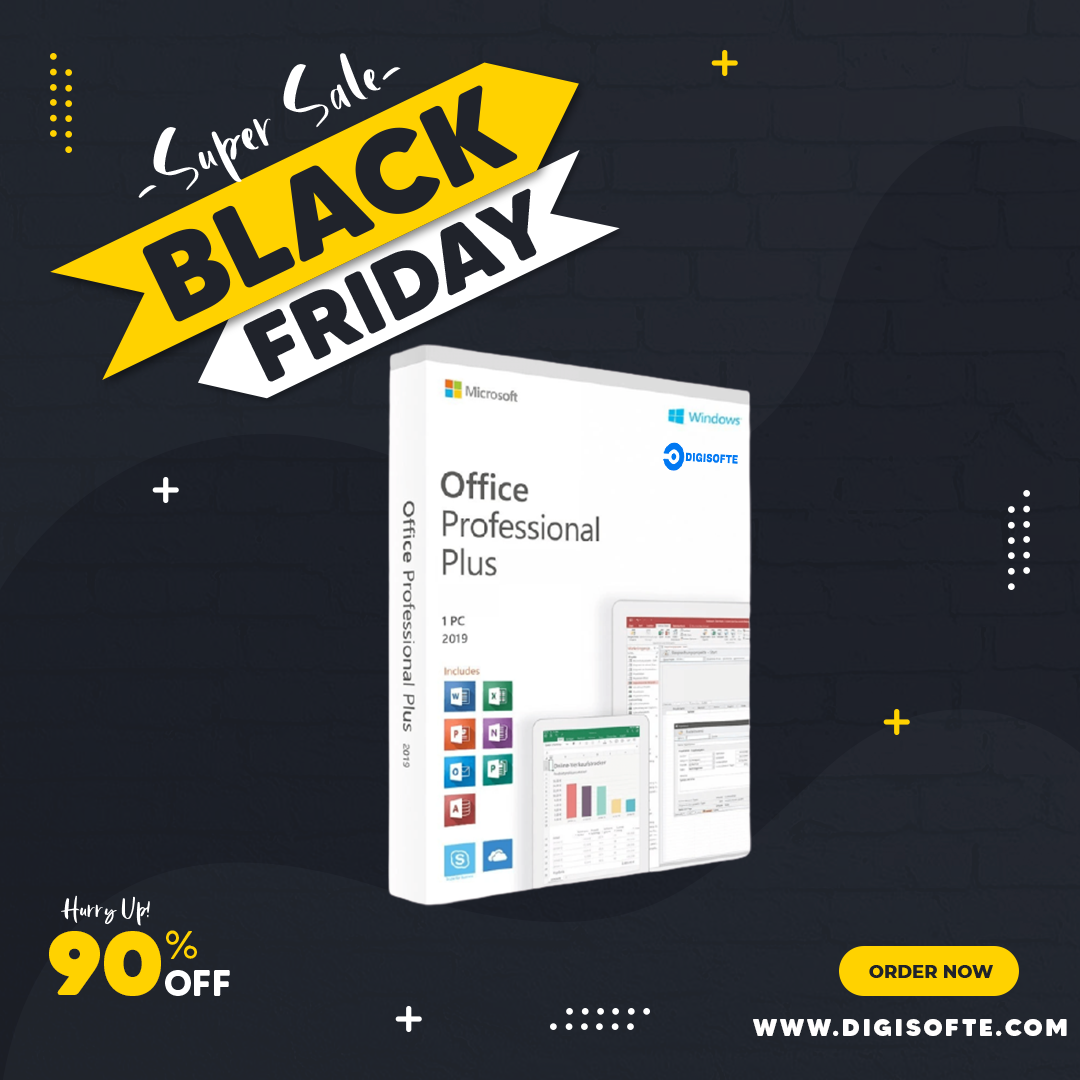 -Super Sale-
BLACK
FRIDAY
Microsoft
Windows
DIGISOFTE
Office
Professional
Plus
1 PC
2019
Includes
Office Professional Plus 2019
Hurry Up!
90%
OFF
ORDER NOW
WWW.DIGISOFTE.COM